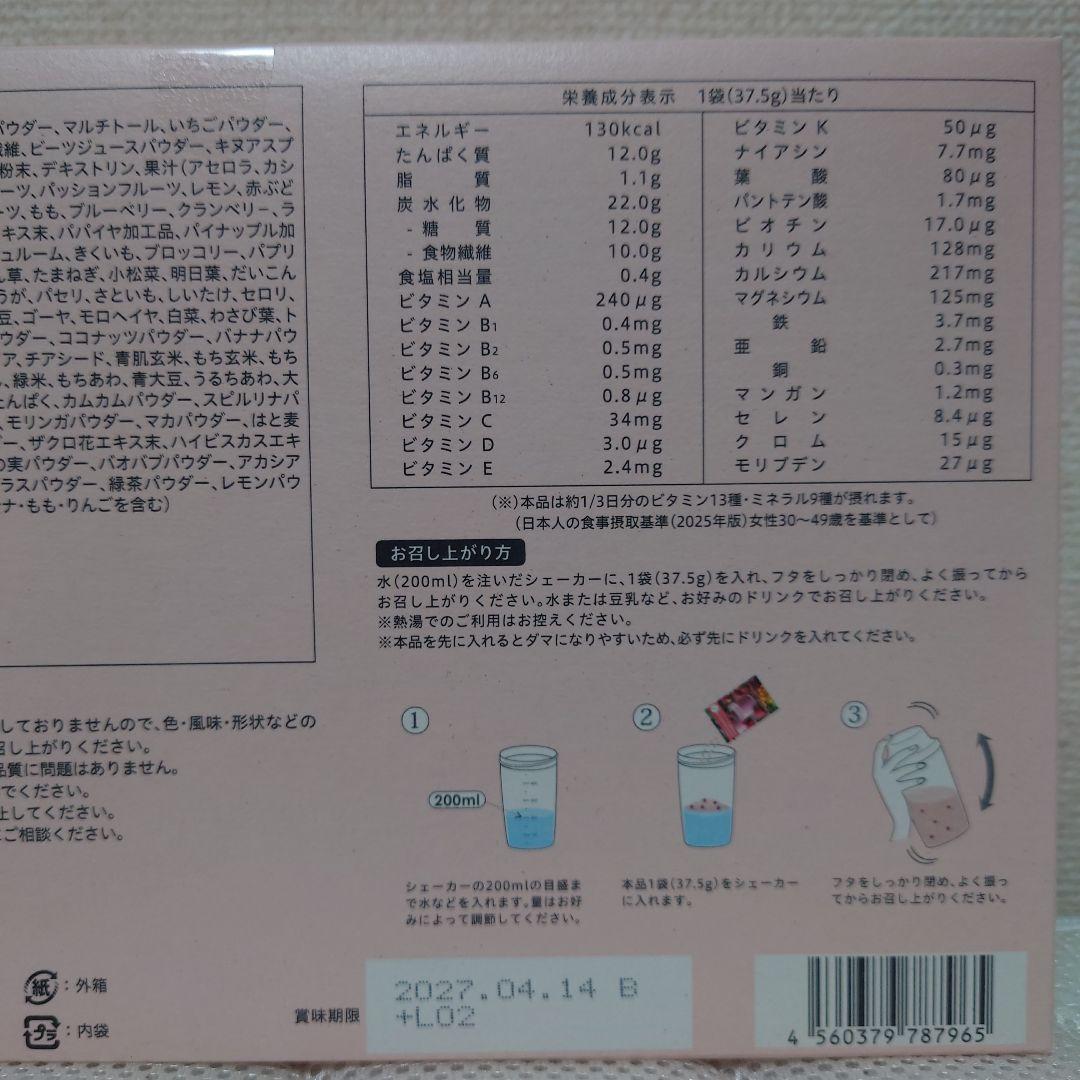 パウダー、マルチトール、いちごパウダー、
繊維、ビーツジュースパウダー、キヌアスプ
粉末、デキストリン、果汁(アセロラ、カシ
ーツ、パッションフルーツ、レモン、赤ぶど
ーツ、もも、ブルーベリー、クランベリー、ラ
キス末、パパイヤ加工品、パイナップル加
ュルーム、きくいも、ブロッコリー、パプリ
ん草、たまねぎ、小松菜、明日葉、だいこん
うが、パセリ、さといも、しいたけ、セロリ、
豆、ゴーヤ、モロヘイヤ、白菜、わさび葉、ト
ウダー、ココナッツパウダー、バナナパウ
ア、チアシード、青肌玄米、もち玄米、もち
、緑米、もちあわ、青大豆、うるちあわ、大
たんぱく、カムカムパウダー、スピルリナパ
、モリンガパウダー、マカパウダー、はと麦
ダー、ザクロ花エキス末、ハイビスカスエキ
の実パウダー、バオバブパウダー、アカシア
ラスパウダー、緑茶パウダー、レモンパウ
ナナ・もも・りんごを含む)
栄養成分表示 1袋(37.5g)当たり
エネルギー 130kcal
たんぱく質 12.0g
脂質 1.1g
炭水化物 22.0g
- 糖質 12.0g
- 食物繊維 10.0g
食塩相当量 0.4g
ビタミン A 240μg
ビタミン B1 0.4mg
ビタミン B2 0.5mg
ビタミン B6 0.5mg
ビタミン B12 0.8μg
ビタミン C 34mg
ビタミン D 3.0μg
ビタミン E 2.4mg
ビタミン K 50μg
ナイアシン 7.7mg
葉酸 80μg
パントテン酸 1.7mg
ビオチン 17.0μg
カリウム 128mg
カルシウム 217mg
マグネシウム 125mg
鉄 3.7mg
亜鉛 2.7mg
銅 0.3mg
マンガン 1.2mg
セレン 8.4μg
クロム 15μg
モリブデン 27μg
(※)本品は約1/3日分のビタミン13種・ミネラル9種が摂れます。
(日本人の食事摂取基準(2025年版)女性30〜49歳を基準として)
お召し上がり方
水(200ml)を注いだシェーカーに、1袋(37.5g)を入れ、フタをしっかり閉め、よく振ってから
お召し上がりください。水または豆乳など、お好みのドリンクでお召し上がりください。
※熱湯でのご利用はお控えください。
※本品を先に入れるとダマになりやすいため、必ず先にドリンクを入れてください。
しておりませんので、色・風味・形状などの
召し上がりください。
品質に問題はありません。
でください。
止してください。
にご相談ください。
1
200ml
シェーカーの200mlの目盛ま
で水などを入れます。量はお好
みによって調節してください。
2
本品1袋(37.5g)をシェーカー
に入れます。
3
フタをしっかり閉め、よく振っ
てからお召し上がりください。
紙:外箱
プラ:内袋
賞味期限
2027.04.14 B
+L02
4 560379 787965